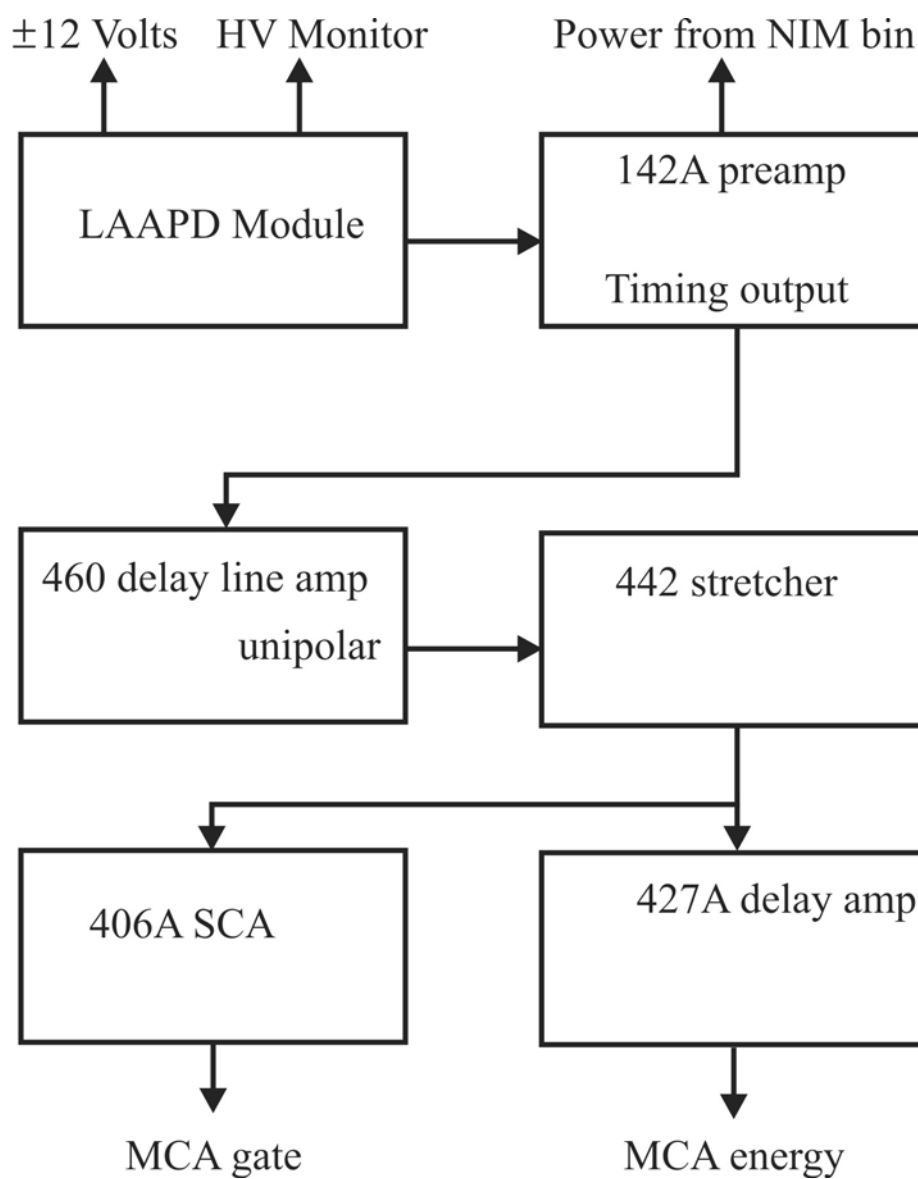 ±12 Volts
HV Monitor
Power from NIM bin
LAAPD Module
142A preamp
Timing output
460 delay line amp
unipolar
442 stretcher
406A SCA
427A delay amp
MCA gate
MCA energy